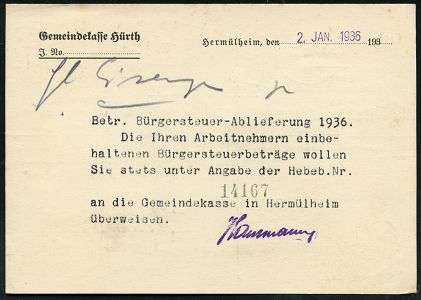 Gemeindekasse Hürth
J. No.
Hermülheim, den 2. JAN. 1936 193
Betr. Bürgersteuer-Ablieferung 1936.
Die Ihren Arbeitnehmern einbe-
haltenen Bürgersteuerbeträge wollen
Sie stets unter Angabe der Hebeb.Nr.
14167
an die Gemeindekasse in Hermülheim
überweisen.